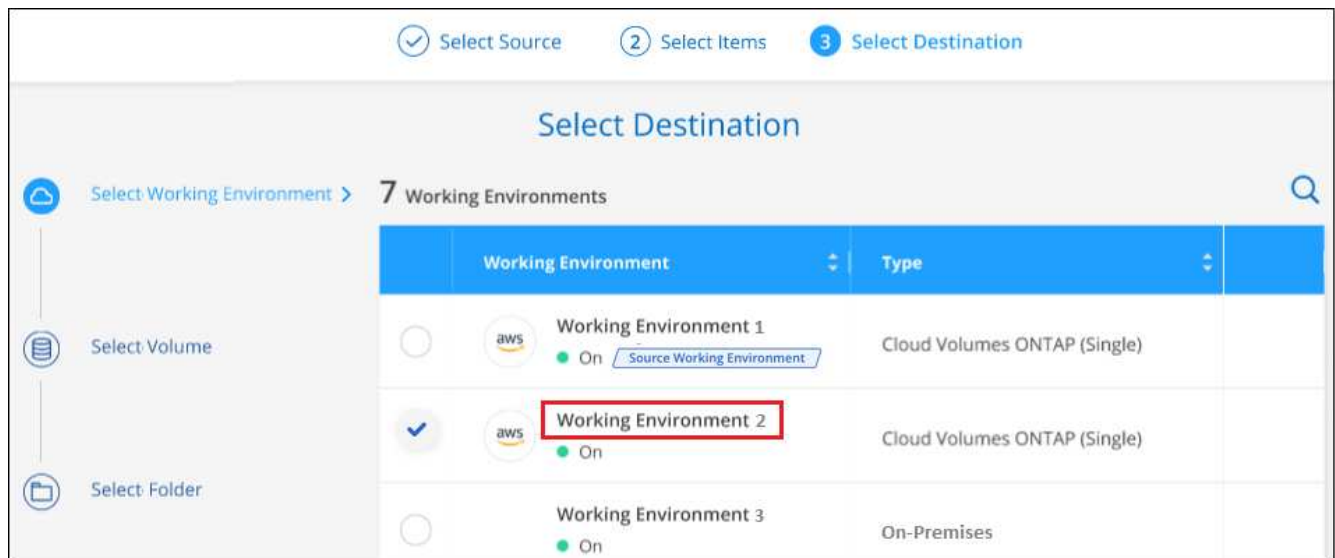 Select Source
2 Select Items
3 Select Destination
Select Destination
Select Working Environment
7 Working Environments
Working Environment
Type
aws
Working Environment 1
On
Source Working Environment
Cloud Volumes ONTAP (Single)
Select Volume
aws
Working Environment 2
On
Cloud Volumes ONTAP (Single)
Select Folder
Working Environment 3
On
On-Premises